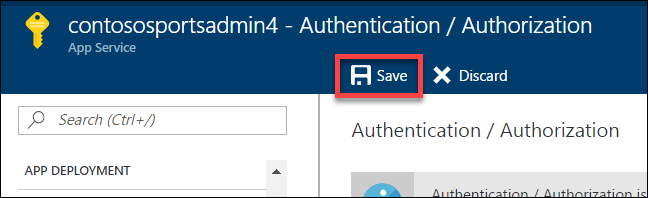 contososportsadmin4 - Authentication / Authorization
App Service
Save
Discard
Search (Ctrl+/)
Authentication / Authorization
APP DEPLOYMENT
Authentication / Authorization is